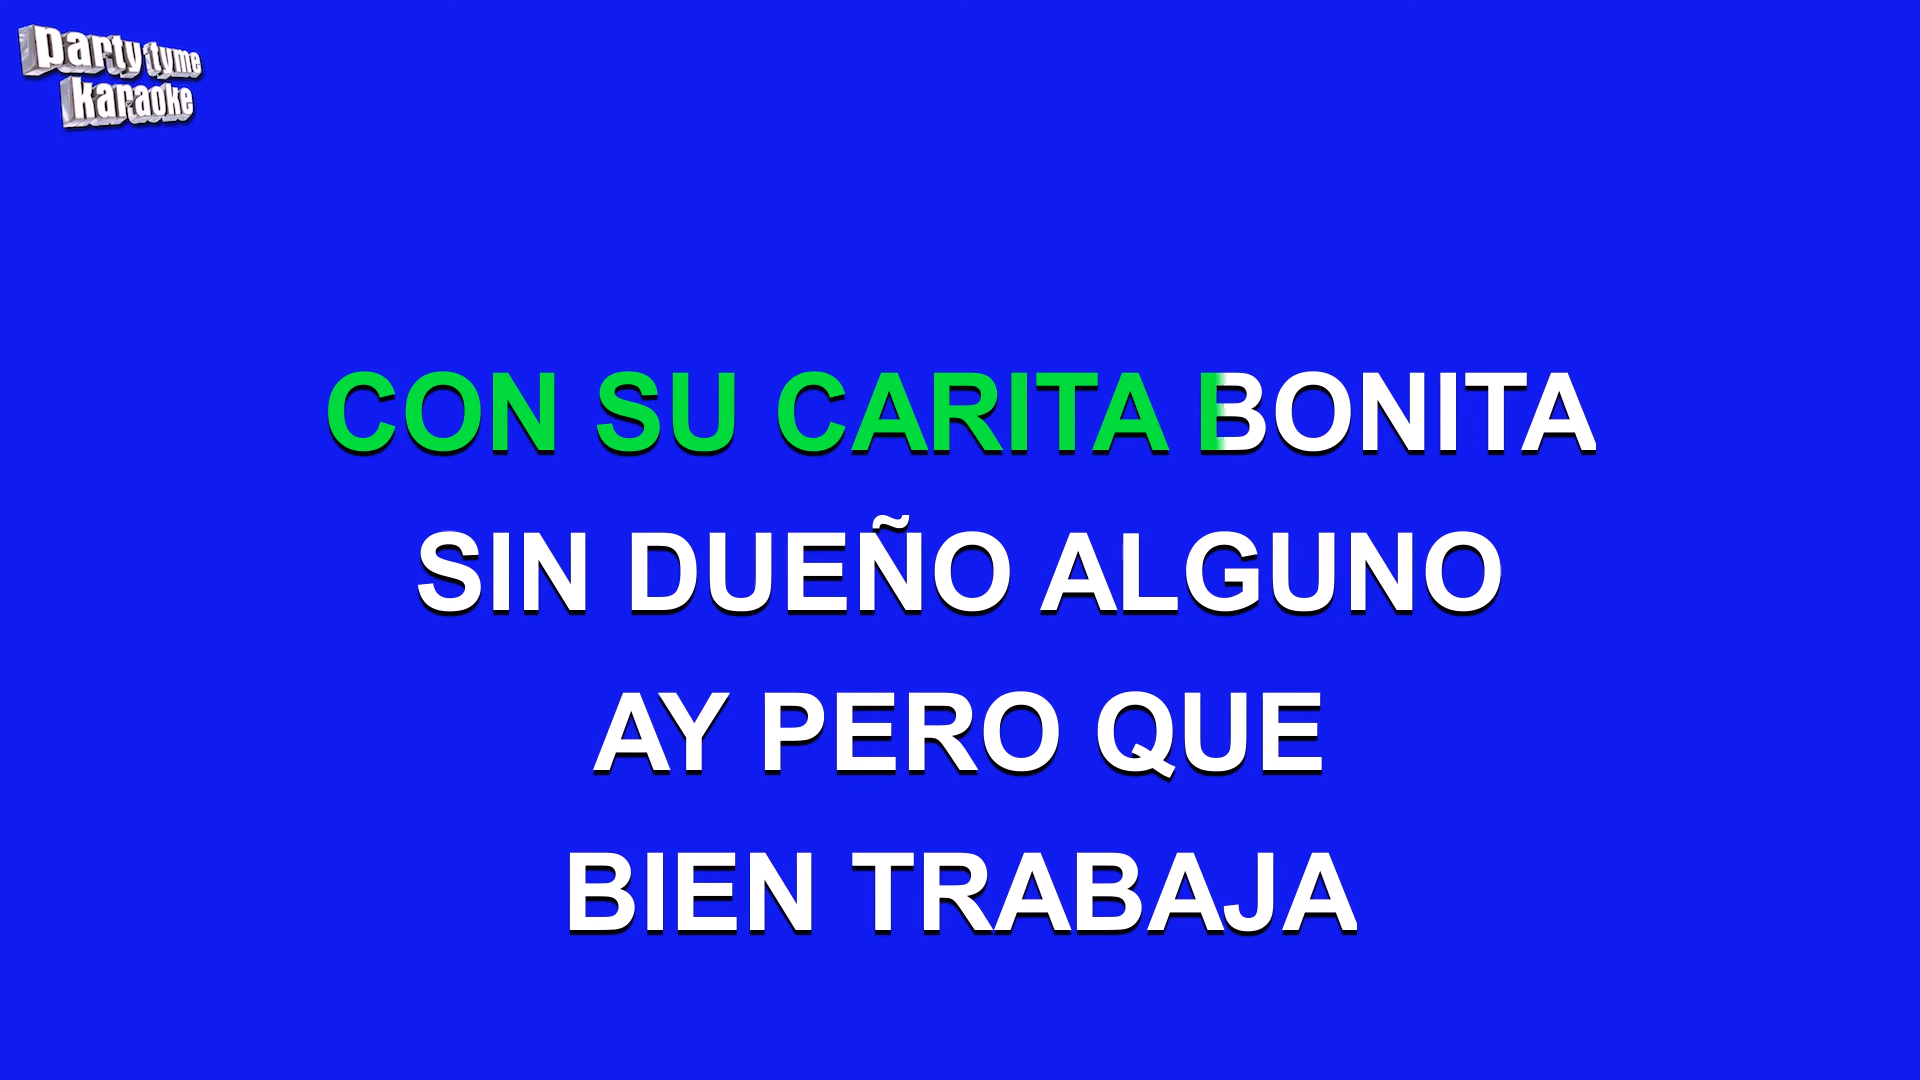 party tyme
karaoke
CON SU CARITA BONITA
SIN DUEÑO ALGUNO
AY PERO QUE
BIEN TRABAJA